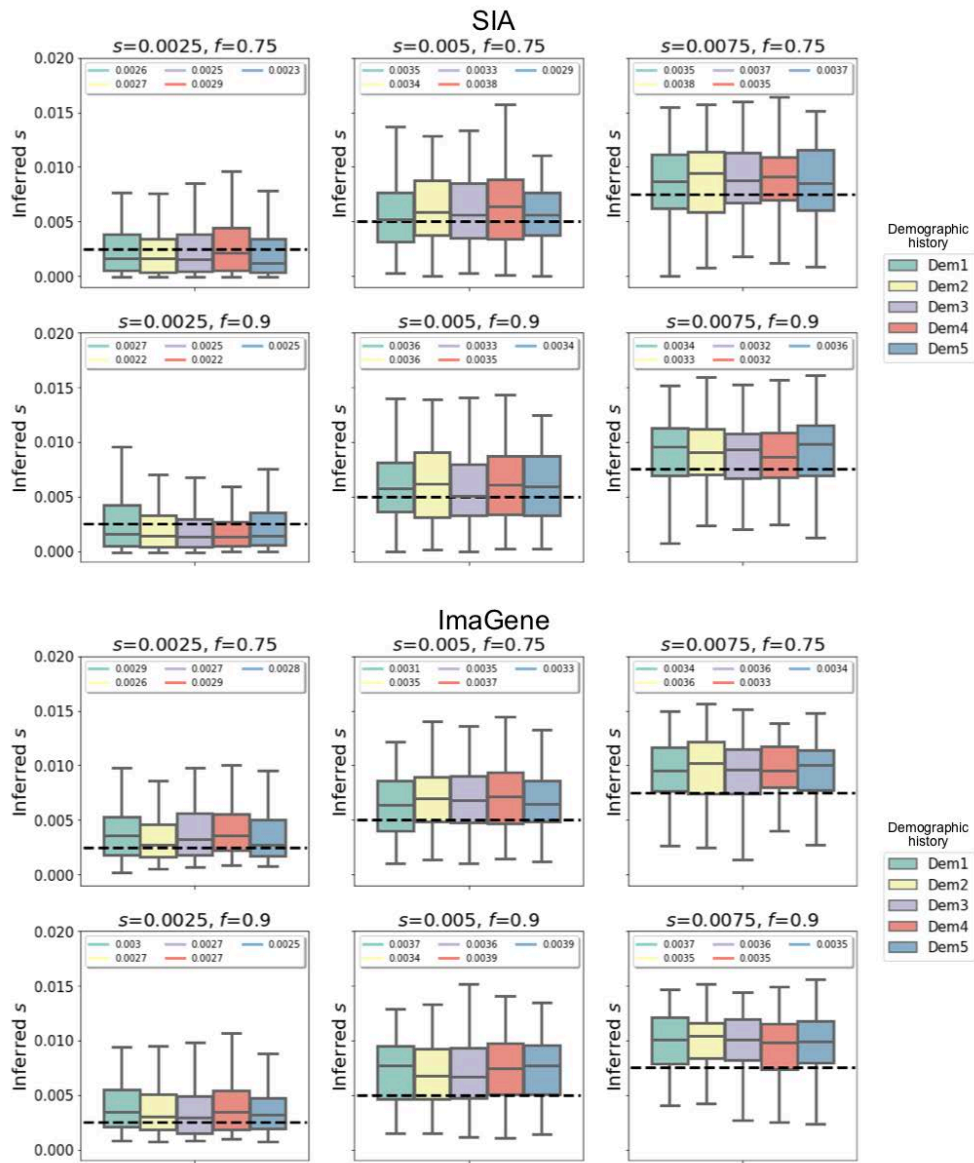 SIA
s=0.0025, f=0.75 s=0.005, f=0.75 s=0.0075, f=0.75
0.020
0.015
0.010
0.005
0.000
Inferred s
0.0026 0.0025 0.0023
0.0027 0.0029
Inferred s
0.0035 0.0033 0.0029
0.0034 0.0038
Inferred s
0.0035 0.0037 0.0037
0.0038 0.0035
Demographic
history
Dem1
Dem2
Dem3
Dem4
Dem5
s=0.0025, f=0.9 s=0.005, f=0.9 s=0.0075, f=0.9
0.020
0.015
0.010
0.005
0.000
Inferred s
0.0027 0.0025 0.0025
0.0022 0.0022
Inferred s
0.0036 0.0033 0.0034
0.0036 0.0035
Inferred s
0.0034 0.0032 0.0036
0.0033 0.0032
ImaGene
s=0.0025, f=0.75 s=0.005, f=0.75 s=0.0075, f=0.75
0.020
0.015
0.010
0.005
0.000
Inferred s
0.0029 0.0027 0.0028
0.0026 0.0029
Inferred s
0.0031 0.0035 0.0033
0.0035 0.0037
Inferred s
0.0034 0.0036 0.0034
0.0036 0.0033
Demographic
history
Dem1
Dem2
Dem3
Dem4
Dem5
s=0.0025, f=0.9 s=0.005, f=0.9 s=0.0075, f=0.9
0.020
0.015
0.010
0.005
0.000
Inferred s
0.003 0.0027 0.0025
0.0027 0.0027
Inferred s
0.0037 0.0036 0.0039
0.0034 0.0039
Inferred s
0.0037 0.0036 0.0035
0.0035 0.0035